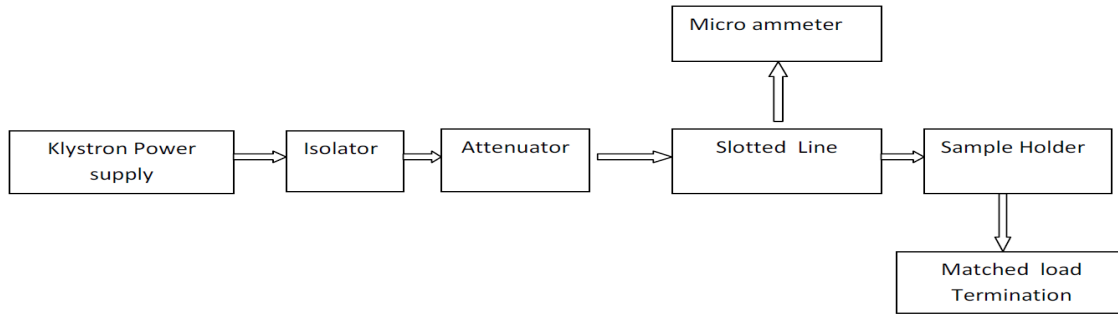 Micro ammeter
Klystron Power
supply
Isolator
Attenuator
Slotted Line
Sample Holder
Matched load
Termination